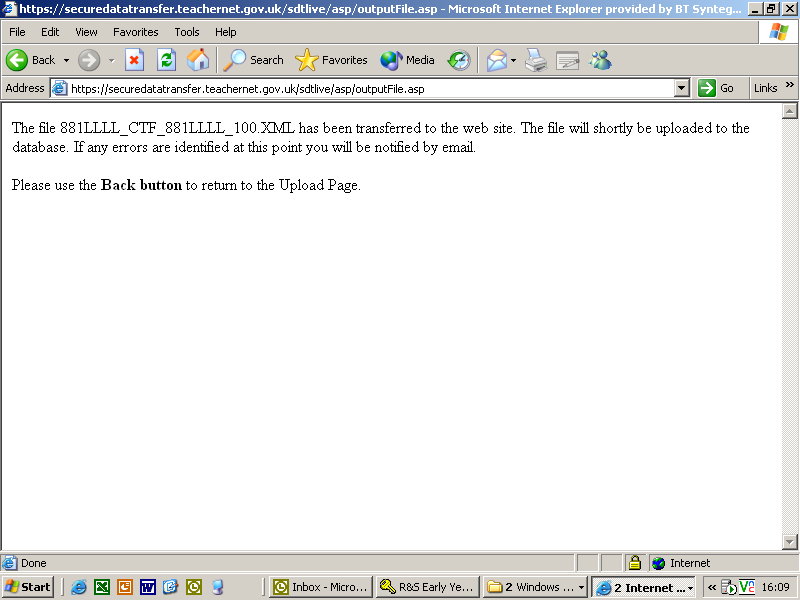 https://securedatatransfer.teachernet.gov.uk/sdtlive/asp/outputFile.asp - Microsoft Internet Explorer provided by BT Synteg...
File Edit View Favorites Tools Help
Back Search Favorites Media
Address https://securedatatransfer.teachernet.gov.uk/sdtlive/asp/outputFile.asp Go Links »
The file 881LLLL_CTF_881LLLL_100.XML has been transferred to the web site. The file will shortly be uploaded to the
database. If any errors are identified at this point you will be notified by email.
Please use the Back button to return to the Upload Page.
Done Internet
Start Inbox - Micro... R&S Early Ye... 2 Windows ... 2 Internet ... « 16:09